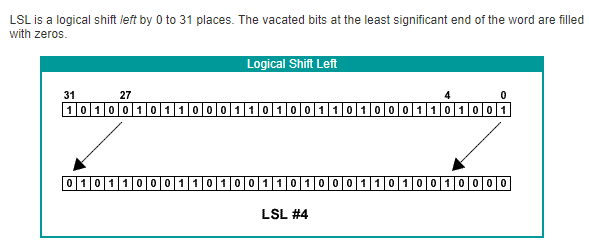 LSL is a logical shift left by 0 to 31 places. The vacated bits at the least significant end of the word are filled
with zeros.
Logical Shift Left
31 27 4 0
1 0 1 0 0 1 0 1 1 0 0 0 1 1 0 1 0 0 1 1 0 1 0 0 0 1 1 0 1 0 0 1
0 1 0 1 1 0 0 0 1 1 0 1 0 0 1 1 0 1 0 0 0 1 1 0 1 0 0 1 0 0 0 0
LSL #4